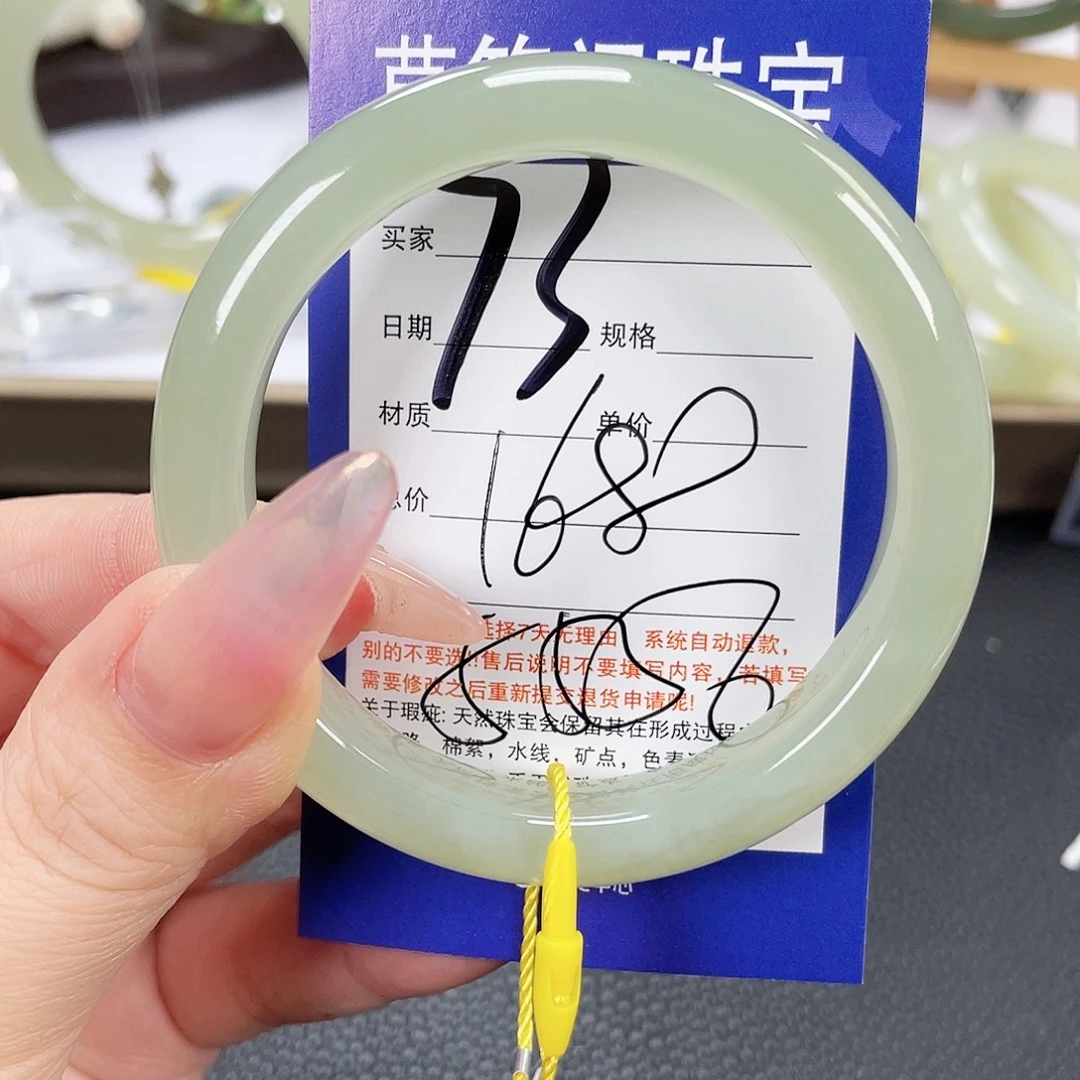 珠宝
73
买家
日期 规格
材质 单价
总价
168
选择7天无理由 系统自动退款，
别的不要选!!售后说明不要填写内容，若填写
需要修改之后重新提交退货申请呢!
关于瑕疵: 天然珠宝会保留其在形成过程
棉絮，水线，矿点，色素